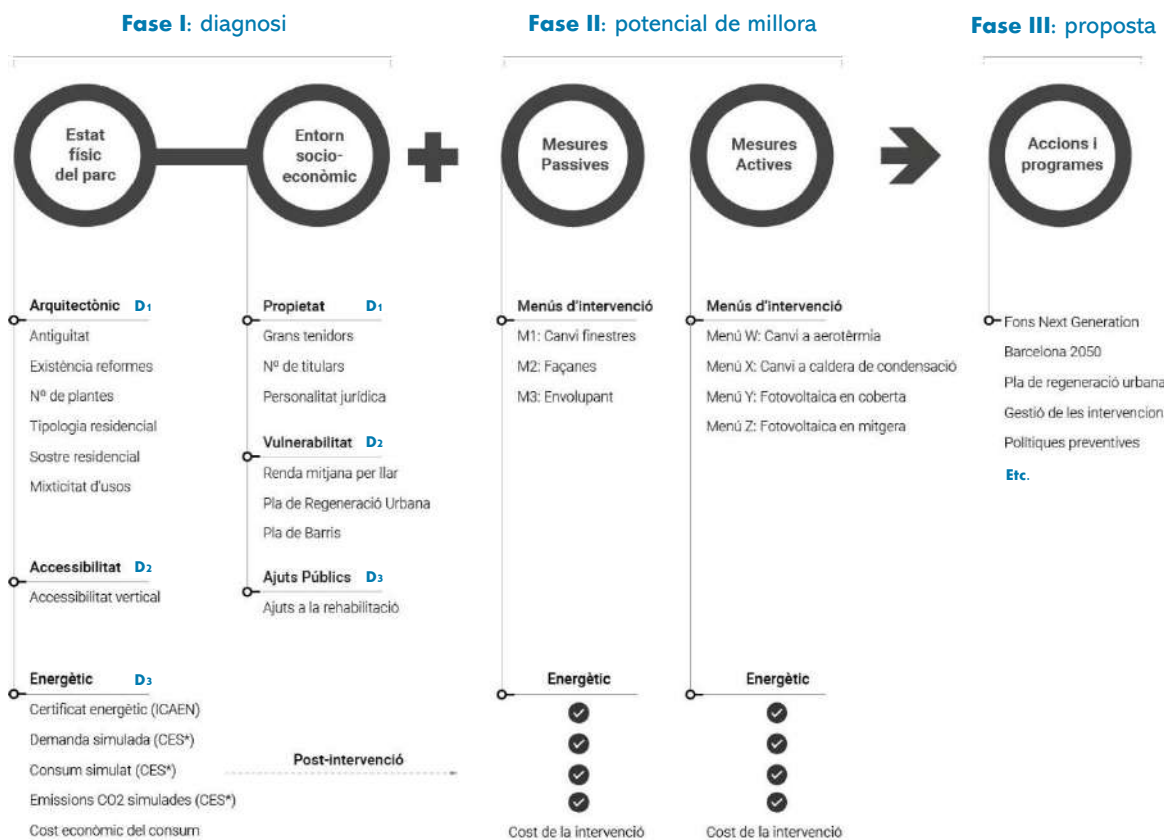 Fase I: diagnosi
Fase II: potencial de millora
Fase III: proposta
Estat
físic
del parc
Entorn
socio-
econòmic
Mesures
Passives
Mesures
Actives
Accions i
programes
Arquitectònic D1
Antiguitat
Existència reformes
Nº de plantes
Tipologia residencial
Sostre residencial
Mixticitat d'usos
Accessibilitat D2
Accessibilitat vertical
Energètic D3
Certificat energètic (ICAEN)
Demanda simulada (CES*)
Consum simulat (CES*)
Emissions CO2 simulades (CES*)
Cost econòmic del consum
Propietat D1
Grans tenidors
Nº de titulars
Personalitat jurídica
Vulnerabilitat D2
Renda mitjana per llar
Pla de Regeneració Urbana
Pla de Barris
Ajuts Públics D3
Ajuts a la rehabilitació
Post-intervenció
Menús d'intervenció
M1: Canvi finestres
M2: Façanes
M3: Envolupant
Energètic
Cost de la intervenció
Menús d'intervenció
Menú W: Canvi a aerotèrmia
Menú X: Canvi a caldera de condensació
Menú Y: Fotovoltaica en coberta
Menú Z: Fotovoltaica en mitgera
Energètic
Cost de la intervenció
Fons Next Generation
Barcelona 2050
Pla de regeneració urbana
Gestió de les intervencion
Polítiques preventives
Etc.